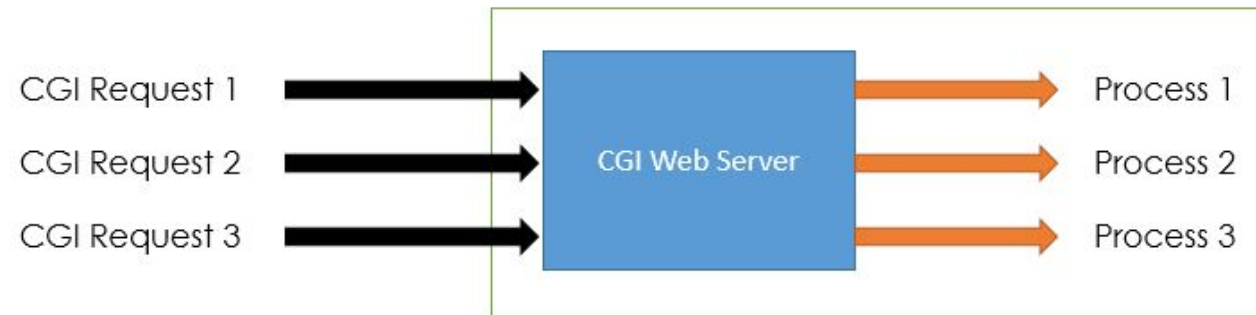 CGI Request 1
CGI Request 2
CGI Request 3
CGI Web Server
Process 1
Process 2
Process 3